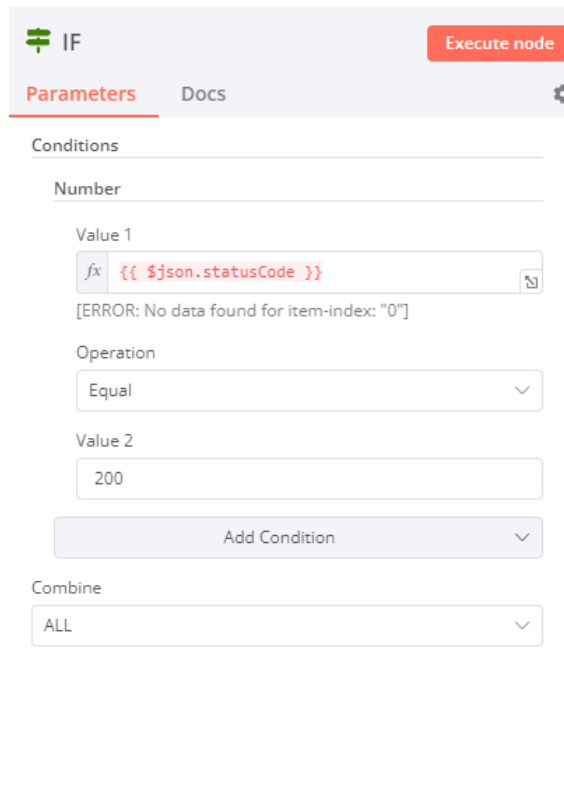 IF
Execute node
Parameters
Docs
Conditions
Number
Value 1
fx {{ $json.statusCode }}
[ERROR: No data found for item-index: "0"]
Operation
Equal
Value 2
200
Add Condition
Combine
ALL